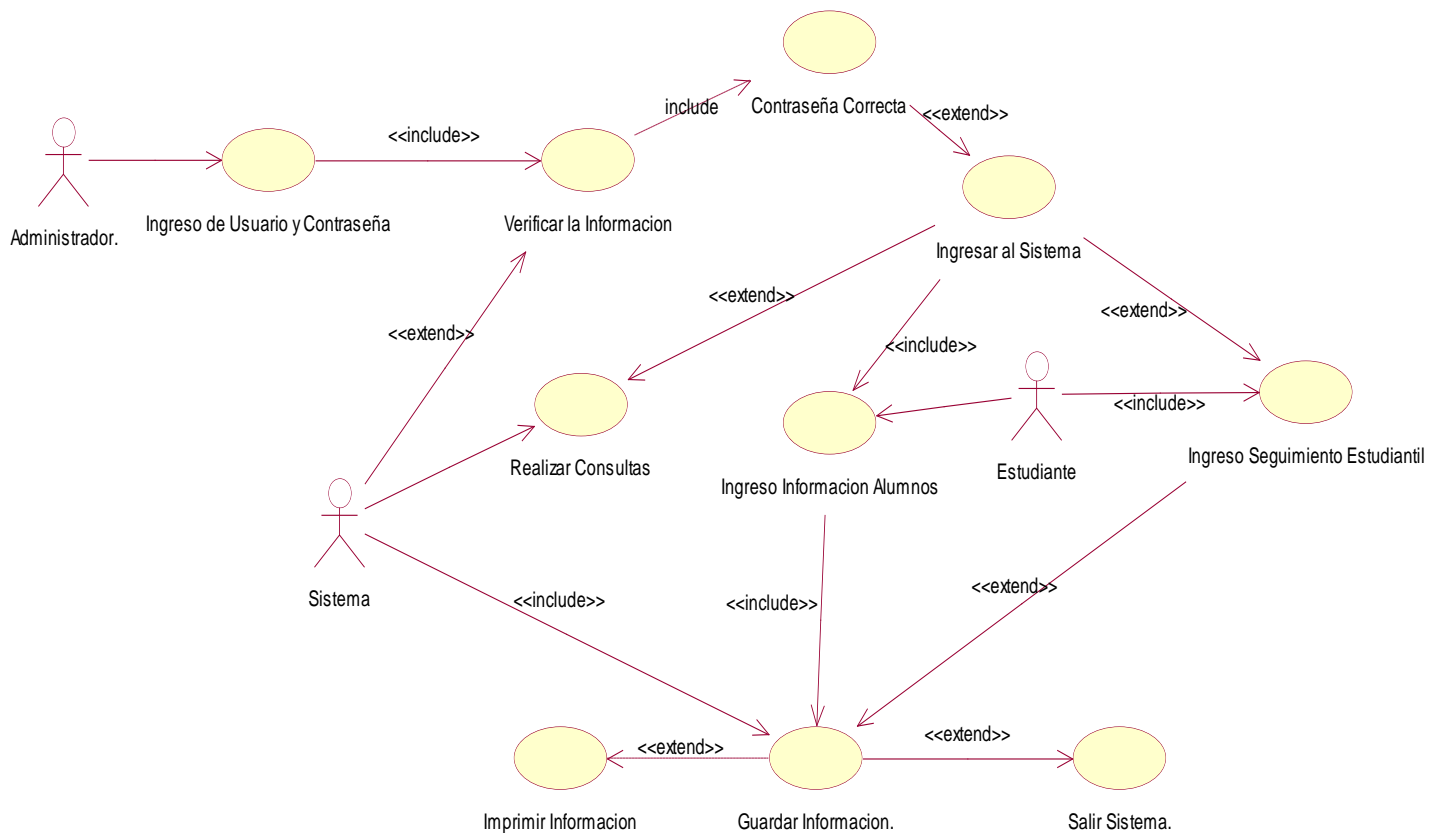 Contraseña Correcta
include
<<extend>>
<<include>>
Administrador.
Ingreso de Usuario y Contraseña
Verificar la Informacion
Ingresar al Sistema
<<extend>>
<<extend>>
<<extend>>
<<include>>
<<include>>
Realizar Consultas
Ingreso Informacion Alumnos
Estudiante
Ingreso Seguimiento Estudiantil
Sistema
<<include>>
<<include>>
<<extend>>
<<extend>>
<<extend>>
Imprimir Informacion
Guardar Informacion.
Salir Sistema.